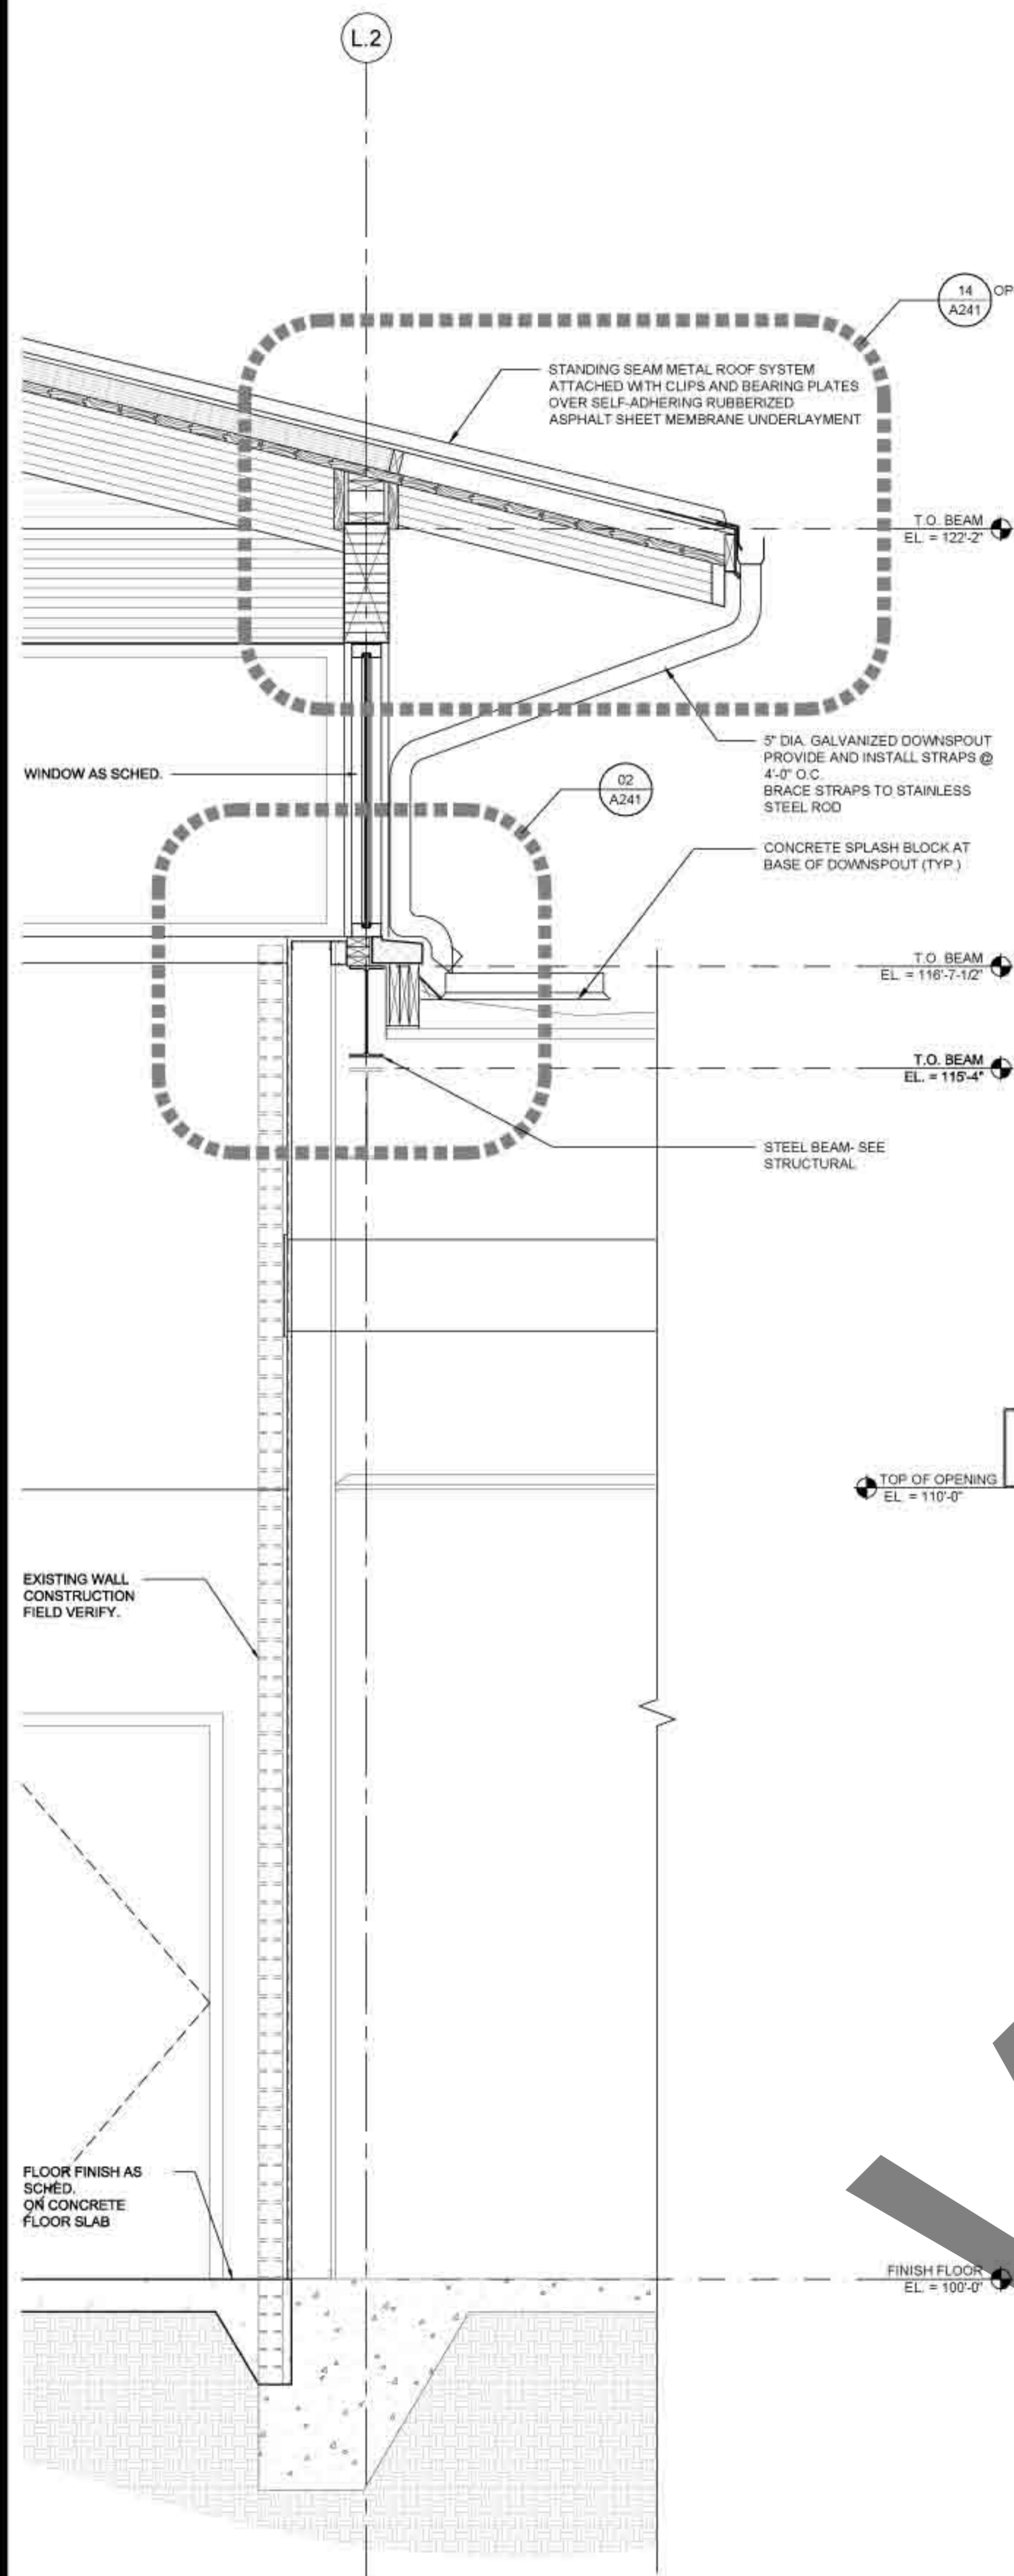 L.2
14
A241
OP
STANDING SEAM METAL ROOF SYSTEM
ATTACHED WITH CLIPS AND BEARING PLATES
OVER SELF-ADHERING RUBBERIZED
ASPHALT SHEET MEMBRANE UNDERLAYMENT
T.O. BEAM
EL. = 122'-2"
5" DIA. GALVANIZED DOWNSPOUT
PROVIDE AND INSTALL STRAPS @
4'-0" O.C.
BRACE STRAPS TO STAINLESS
STEEL ROD
WINDOW AS SCHED.
02
A241
CONCRETE SPLASH BLOCK AT
BASE OF DOWNSPOUT (TYP.)
T.O. BEAM
EL. = 116'-7-1/2"
T.O. BEAM
EL. = 115'-4"
STEEL BEAM- SEE
STRUCTURAL
TOP OF OPENING
EL. = 110'-0"
EXISTING WALL
CONSTRUCTION
FIELD VERIFY.
FLOOR FINISH AS
SCHED.
ON CONCRETE
FLOOR SLAB
FINISH FLOOR
EL. = 100'-0"